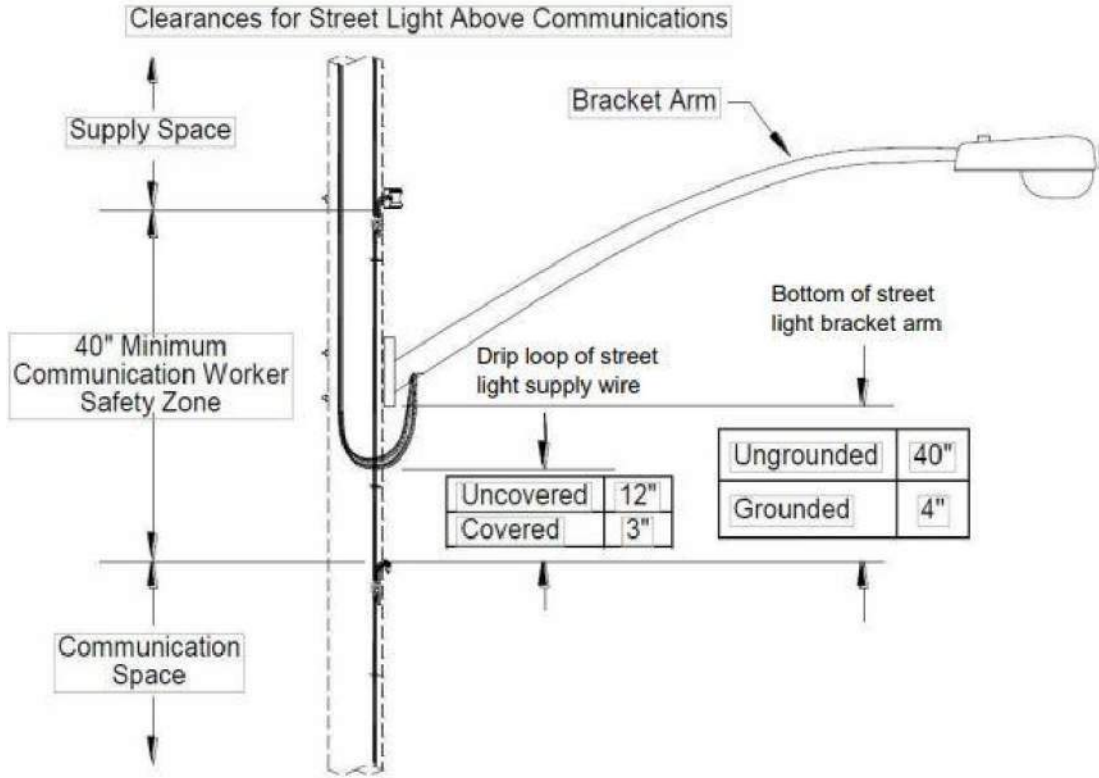 Clearances for Street Light Above Communications
Supply Space
Bracket Arm
40" Minimum
Communication Worker
Safety Zone
Drip loop of street
light supply wire
Bottom of street
light bracket arm
Uncovered 12"
Covered 3"
Ungrounded 40"
Grounded 4"
Communication
Space